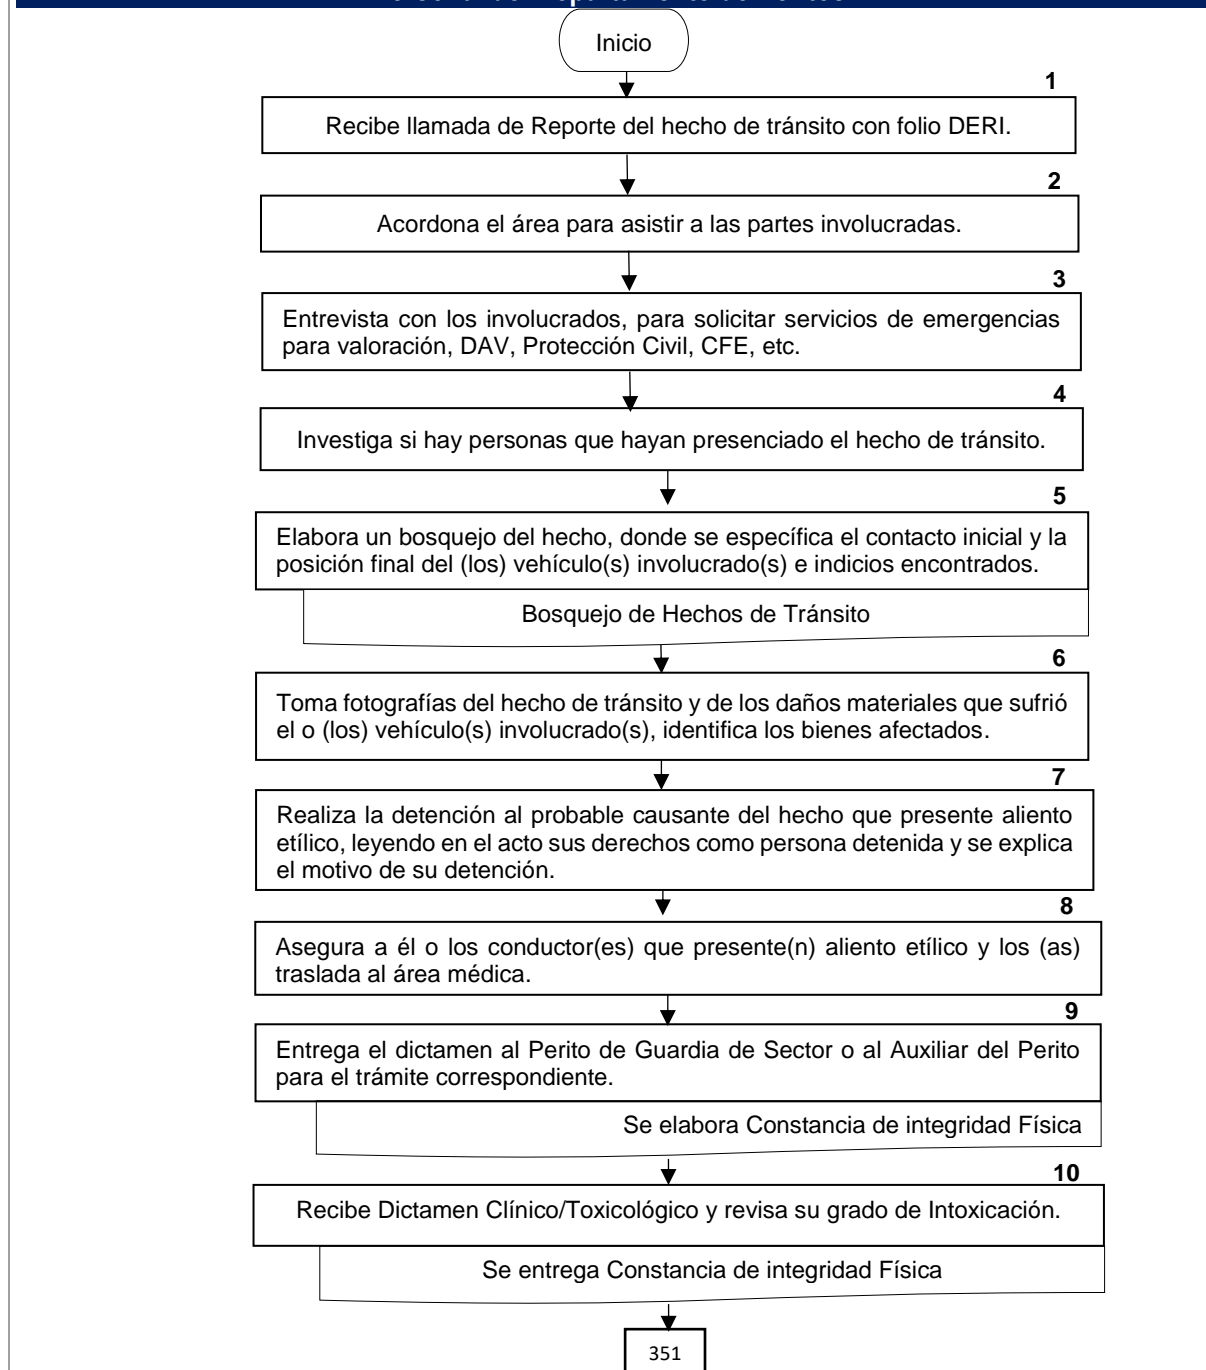 Inicio
1
Recibe llamada de Reporte del hecho de tránsito con folio DERI.
2
Acordona el área para asistir a las partes involucradas.
3
Entrevista con los involucrados, para solicitar servicios de emergencias
para valoración, DAV, Protección Civil, CFE, etc.
4
Investiga si hay personas que hayan presenciado el hecho de tránsito.
5
Elabora un bosquejo del hecho, donde se específica el contacto inicial y la
posición final del (los) vehículo(s) involucrado(s) e indicios encontrados.
Bosquejo de Hechos de Tránsito
6
Toma fotografías del hecho de tránsito y de los daños materiales que sufrió
el o (los) vehículo(s) involucrado(s), identifica los bienes afectados.
7
Realiza la detención al probable causante del hecho que presente aliento
etílico, leyendo en el acto sus derechos como persona detenida y se explica
el motivo de su detención.
8
Asegura a él o los conductor(es) que presente(n) aliento etílico y los (as)
traslada al área médica.
9
Entrega el dictamen al Perito de Guardia de Sector o al Auxiliar del Perito
para el trámite correspondiente.
Se elabora Constancia de integridad Física
10
Recibe Dictamen Clínico/Toxicológico y revisa su grado de Intoxicación.
Se entrega Constancia de integridad Física
351